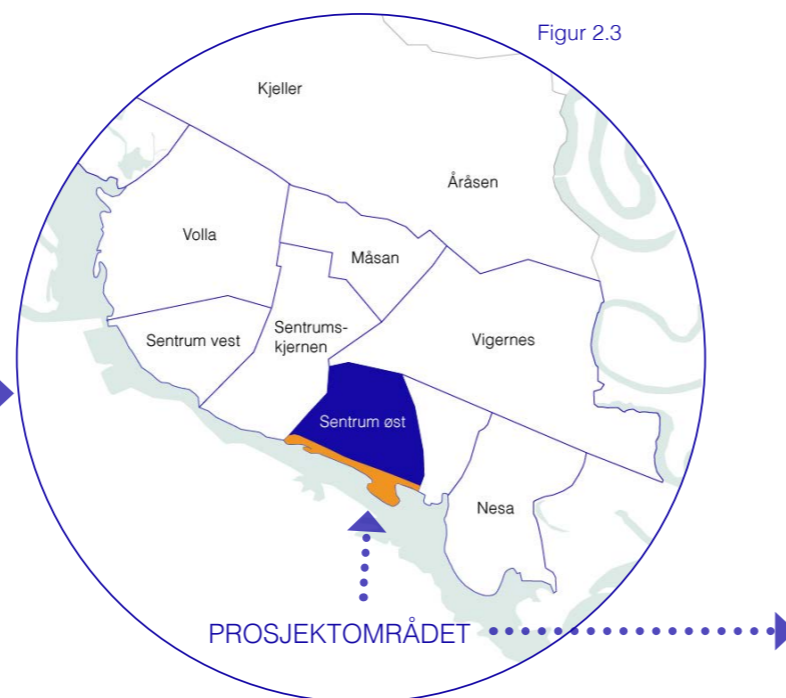 Figur 2.3
Kjeller
Åråsen
Volla
Måsan
Sentrum vest
Sentrums-
kjernen
Vigernes
Sentrum øst
Nesa
PROSJEKTOMRÅDET